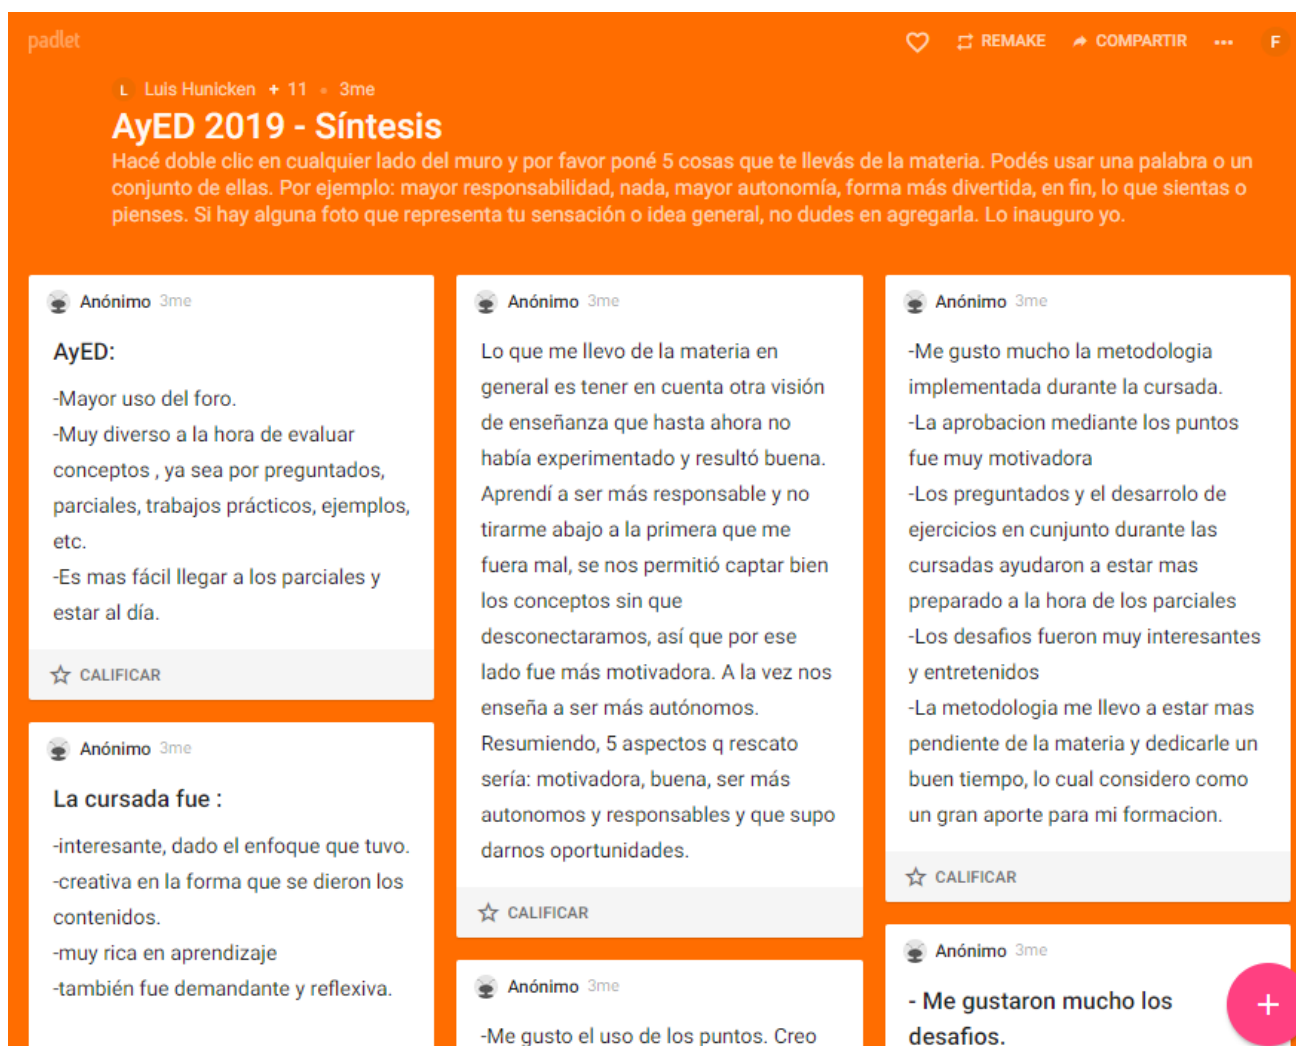 padlet
REMAKE
COMPARTIR
F
L Luis Hunicken + 11 • 3me
AyED 2019 - Síntesis
Hacé doble clic en cualquier lado del muro y por favor poné 5 cosas que te llevás de la materia. Podés usar una palabra o un
conjunto de ellas. Por ejemplo: mayor responsabilidad, nada, mayor autonomía, forma más divertida, en fin, lo que sientas o
pienses. Si hay alguna foto que representa tu sensación o idea general, no dudes en agregarla. Lo inauguro yo.
Anónimo 3me
AyED:
-Mayor uso del foro.
-Muy diverso a la hora de evaluar
conceptos , ya sea por preguntados,
parciales, trabajos prácticos, ejemplos,
etc.
-Es mas fácil llegar a los parciales y
estar al día.
CALIFICAR
Anónimo 3me
La cursada fue :
-interesante, dado el enfoque que tuvo.
-creativa en la forma que se dieron los
contenidos.
-muy rica en aprendizaje
-también fue demandante y reflexiva.
Anónimo 3me
Lo que me llevo de la materia en
general es tener en cuenta otra visión
de enseñanza que hasta ahora no
había experimentado y resultó buena.
Aprendí a ser más responsable y no
tirarme abajo a la primera que me
fuera mal, se nos permitió captar bien
los conceptos sin que
desconectaramos, así que por ese
lado fue más motivadora. A la vez nos
enseña a ser más autónomos.
Resumiendo, 5 aspectos q rescato
sería: motivadora, buena, ser más
autonomos y responsables y que supo
darnos oportunidades.
CALIFICAR
Anónimo 3me
-Me gusto el uso de los puntos. Creo
Anónimo 3me
-Me gusto mucho la metodologia
implementada durante la cursada.
-La aprobacion mediante los puntos
fue muy motivadora
-Los preguntados y el desarrolo de
ejercicios en cunjunto durante las
cursadas ayudaron a estar mas
preparado a la hora de los parciales
-Los desafios fueron muy interesantes
y entretenidos
-La metodologia me llevo a estar mas
pendiente de la materia y dedicarle un
buen tiempo, lo cual considero como
un gran aporte para mi formacion.
CALIFICAR
Anónimo 3me
- Me gustaron mucho los
desafios.